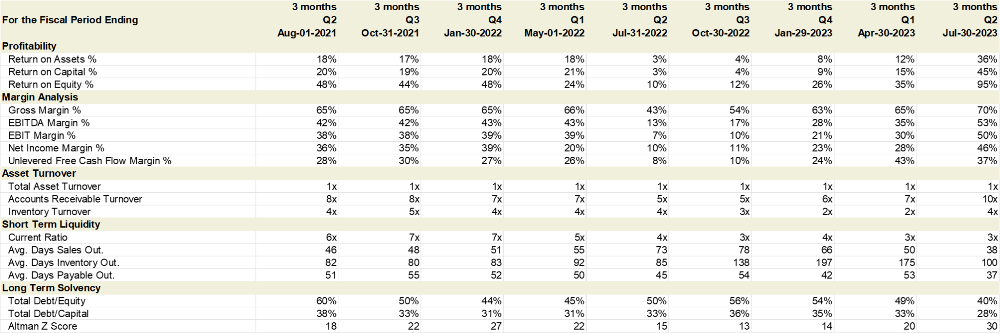 3 months 3 months 3 months 3 months 3 months 3 months 3 months 3 months 3 months
For the Fiscal Period Ending Q2 Q3 Q4 Q1 Q2 Q3 Q4 Q1 Q2
Aug-01-2021 Oct-31-2021 Jan-30-2022 May-01-2022 Jul-31-2022 Oct-30-2022 Jan-29-2023 Apr-30-2023 Jul-30-2023
Profitability
Return on Assets % 18% 17% 18% 18% 3% 4% 8% 12% 36%
Return on Capital % 20% 19% 20% 21% 3% 4% 9% 15% 45%
Return on Equity % 48% 44% 48% 24% 10% 12% 26% 35% 95%
Margin Analysis
Gross Margin % 65% 65% 65% 66% 43% 54% 63% 65% 70%
EBITDA Margin % 42% 42% 43% 43% 13% 17% 28% 35% 53%
EBIT Margin % 38% 38% 39% 39% 7% 10% 21% 30% 50%
Net Income Margin % 36% 35% 39% 20% 10% 11% 23% 28% 46%
Unlevered Free Cash Flow Margin % 28% 30% 27% 26% 8% 10% 24% 43% 37%
Asset Turnover
Total Asset Turnover 1x 1x 1x 1x 1x 1x 1x 1x 1x
Accounts Receivable Turnover 8x 8x 7x 7x 5x 5x 6x 7x 10x
Inventory Turnover 4x 5x 4x 4x 4x 3x 2x 2x 4x
Short Term Liquidity
Current Ratio 6x 7x 7x 5x 4x 3x 4x 3x 3x
Avg. Days Sales Out. 46 48 51 55 73 78 66 50 38
Avg. Days Inventory Out. 82 80 83 92 85 138 197 175 100
Avg. Days Payable Out. 51 55 52 50 45 54 42 53 37
Long Term Solvency
Total Debt/Equity 60% 50% 44% 45% 50% 56% 54% 49% 40%
Total Debt/Capital 38% 33% 31% 31% 33% 36% 35% 33% 28%
Altman Z Score 18 22 27 22 15 13 14 20 30